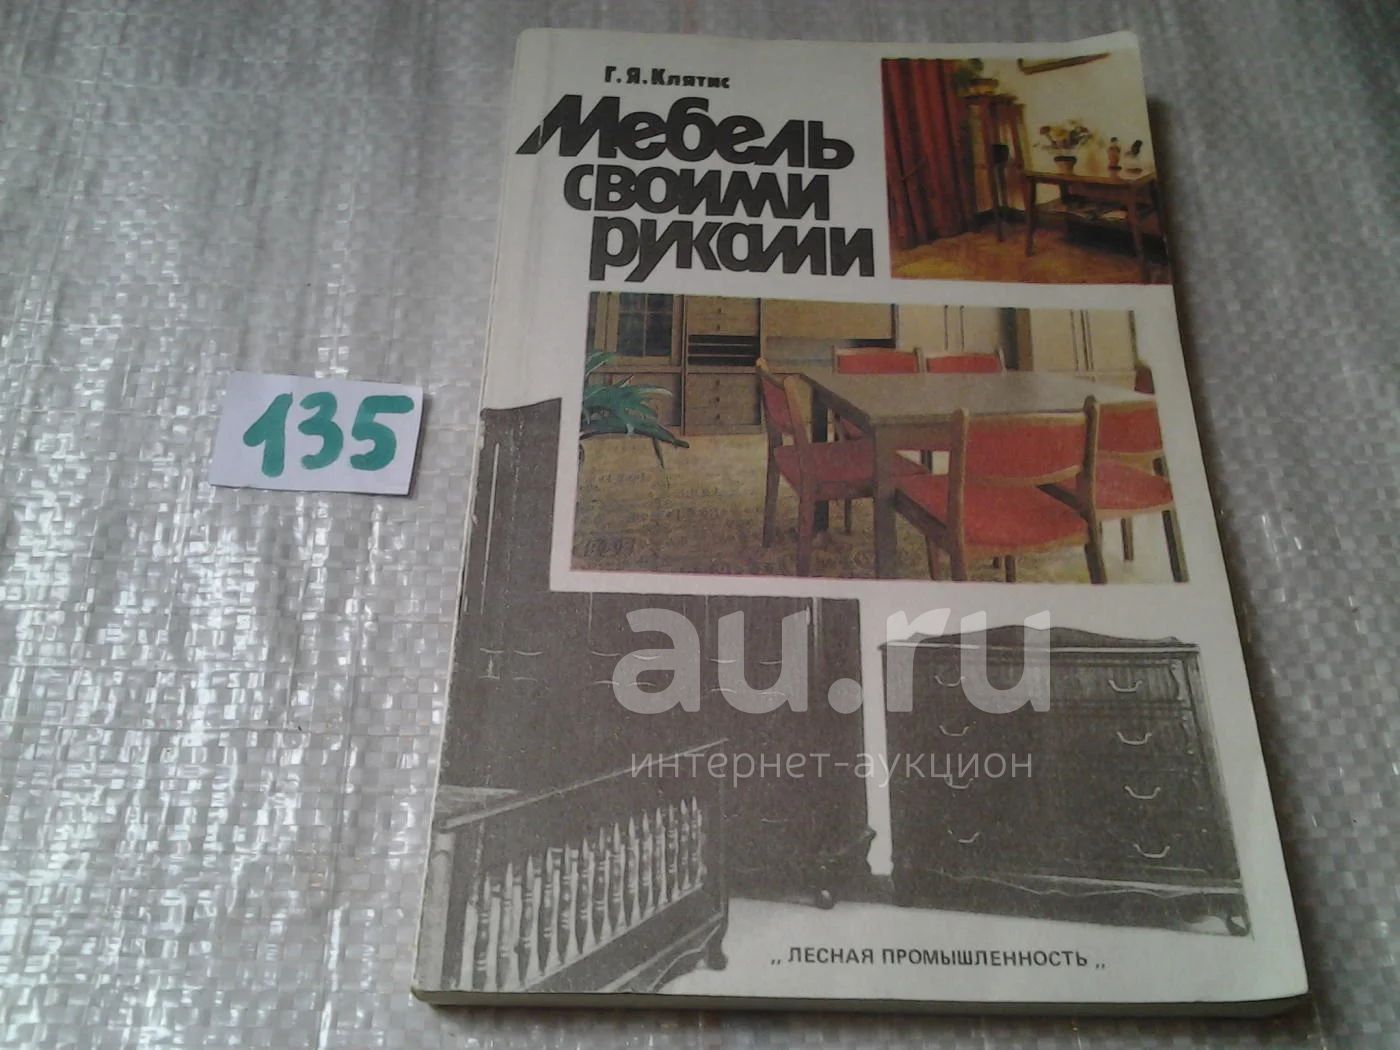 Г.Я.Клятис
Мебель
своими
руками
135
au.ru
интернет-аукцион
„ЛЕСНАЯ ПРОМЫШЛЕННОСТЬ„